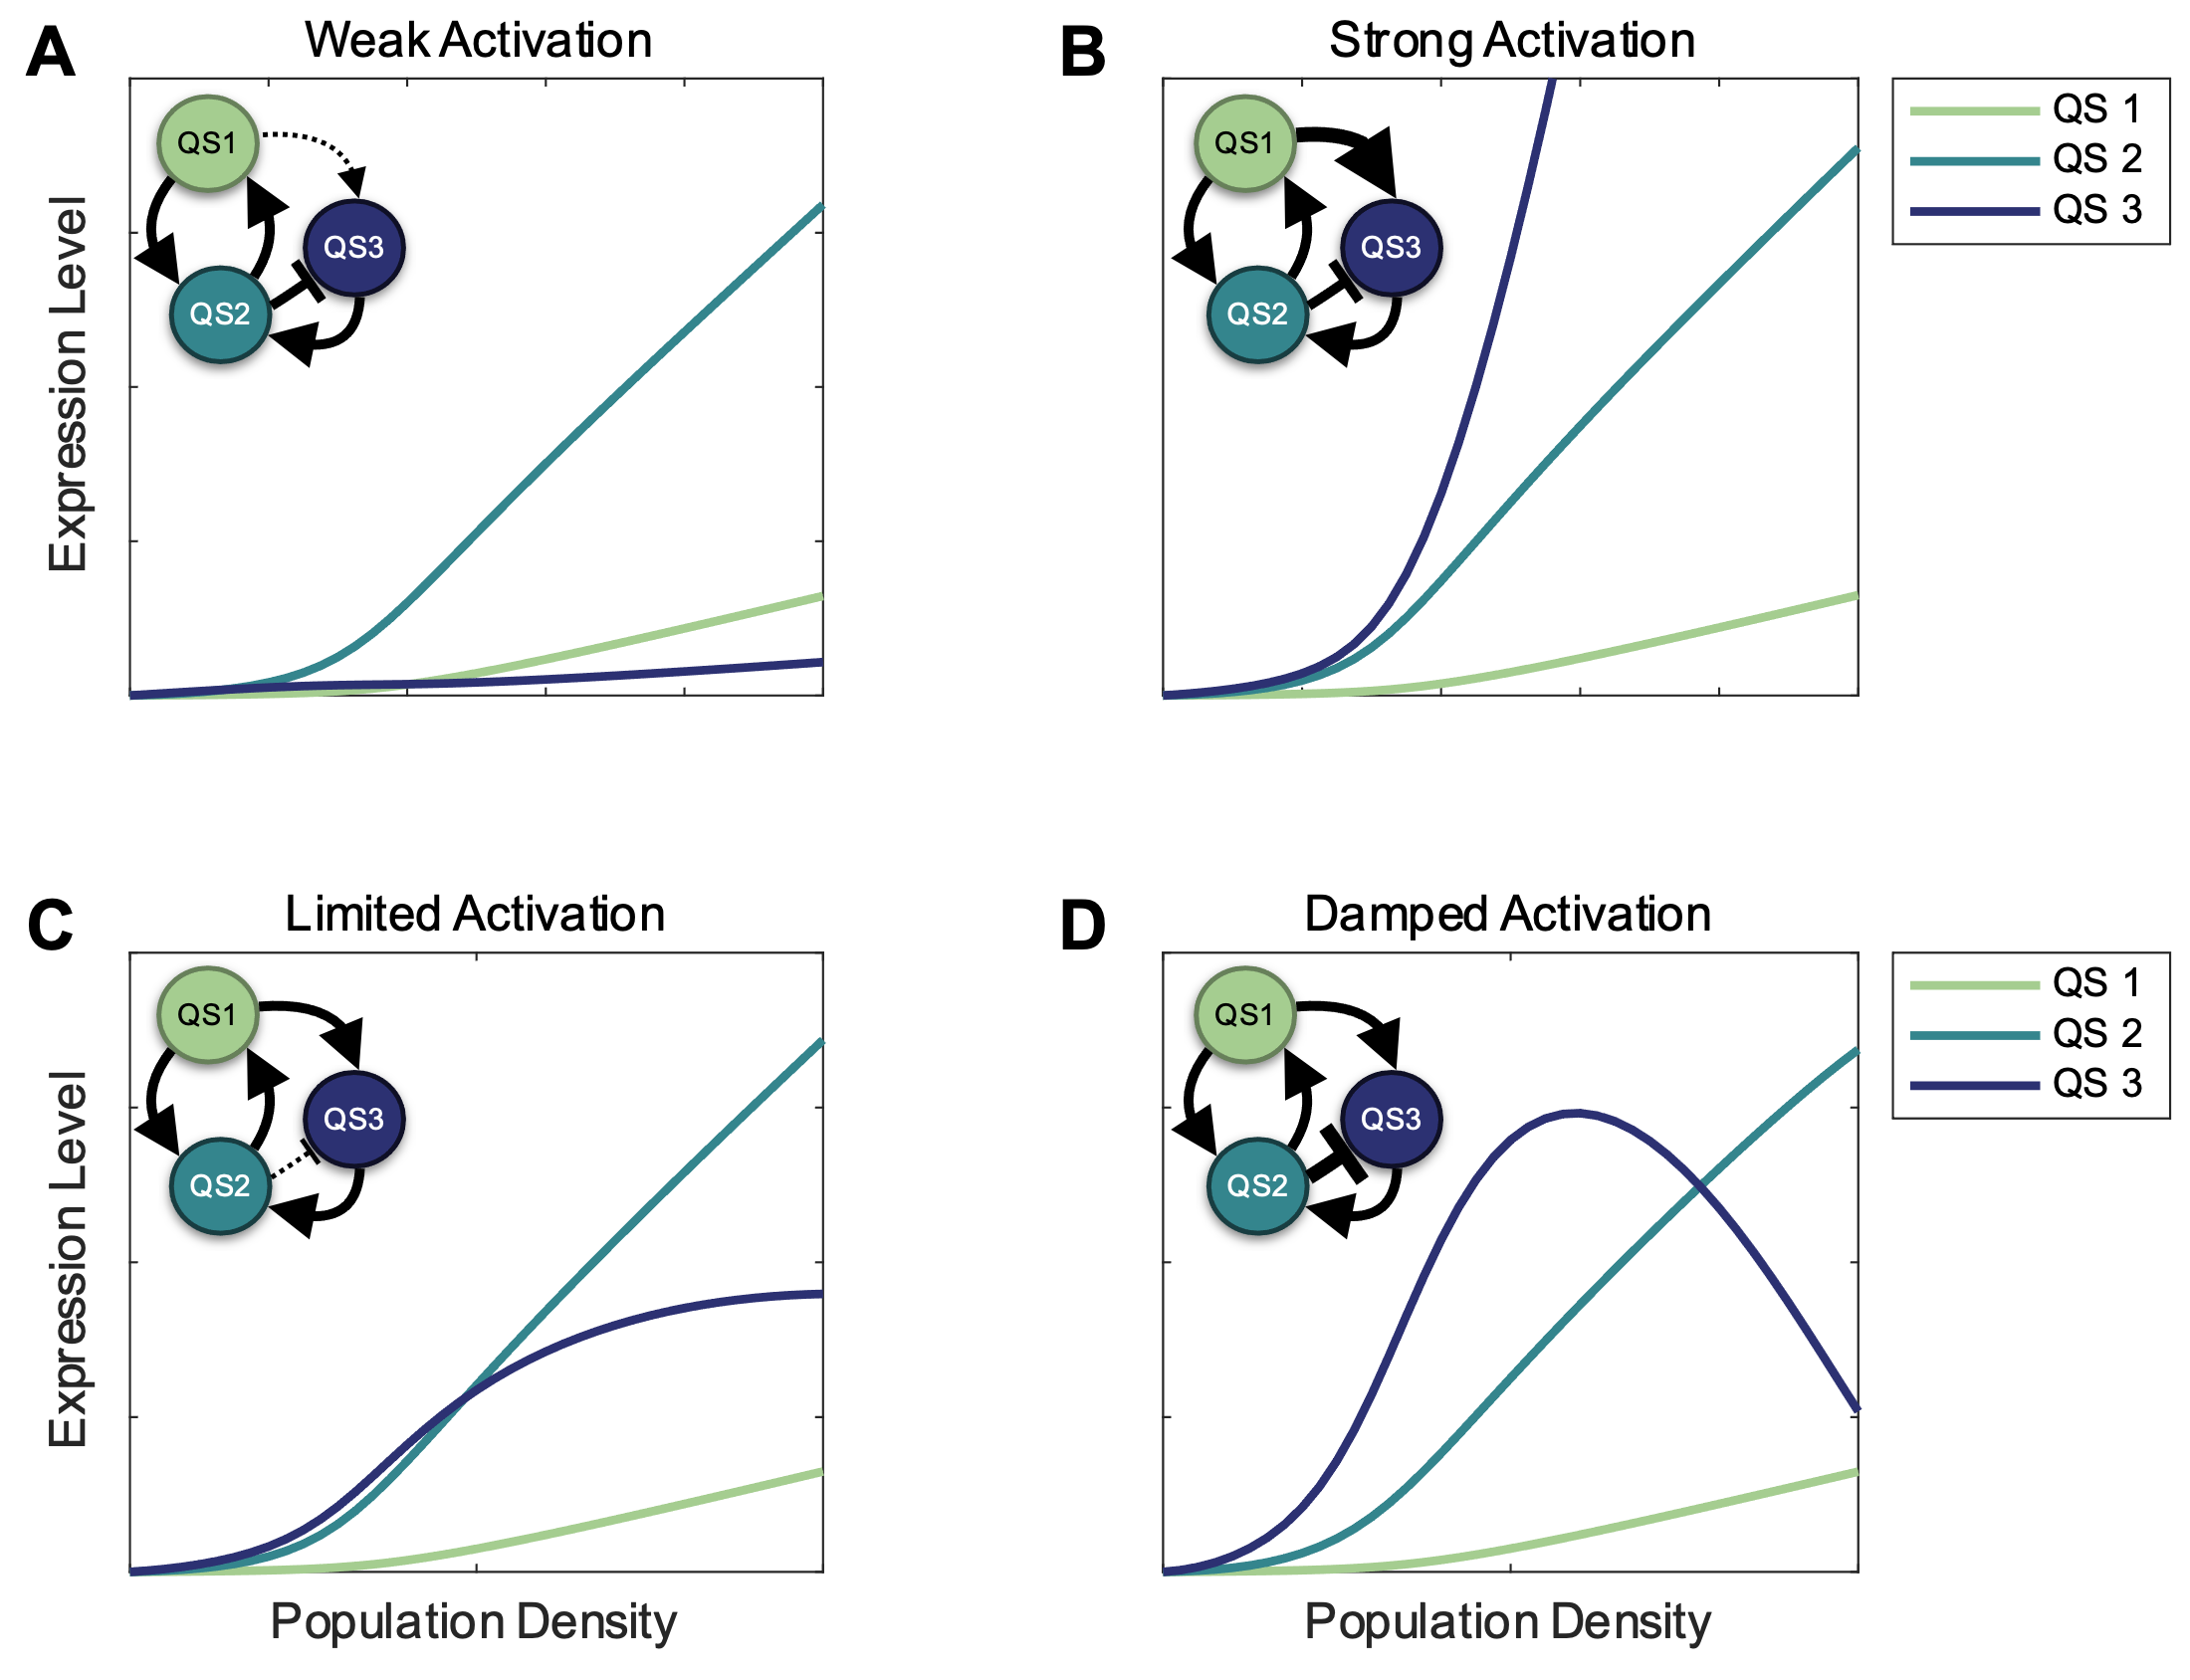 A
Weak Activation
Expression Level
QS1
QS3
QS2
B
Strong Activation
QS1
QS3
QS2
QS 1
QS 2
QS 3
C
Limited Activation
Expression Level
QS1
QS3
QS2
Population Density
D
Damped Activation
QS1
QS3
QS2
Population Density
QS 1
QS 2
QS 3